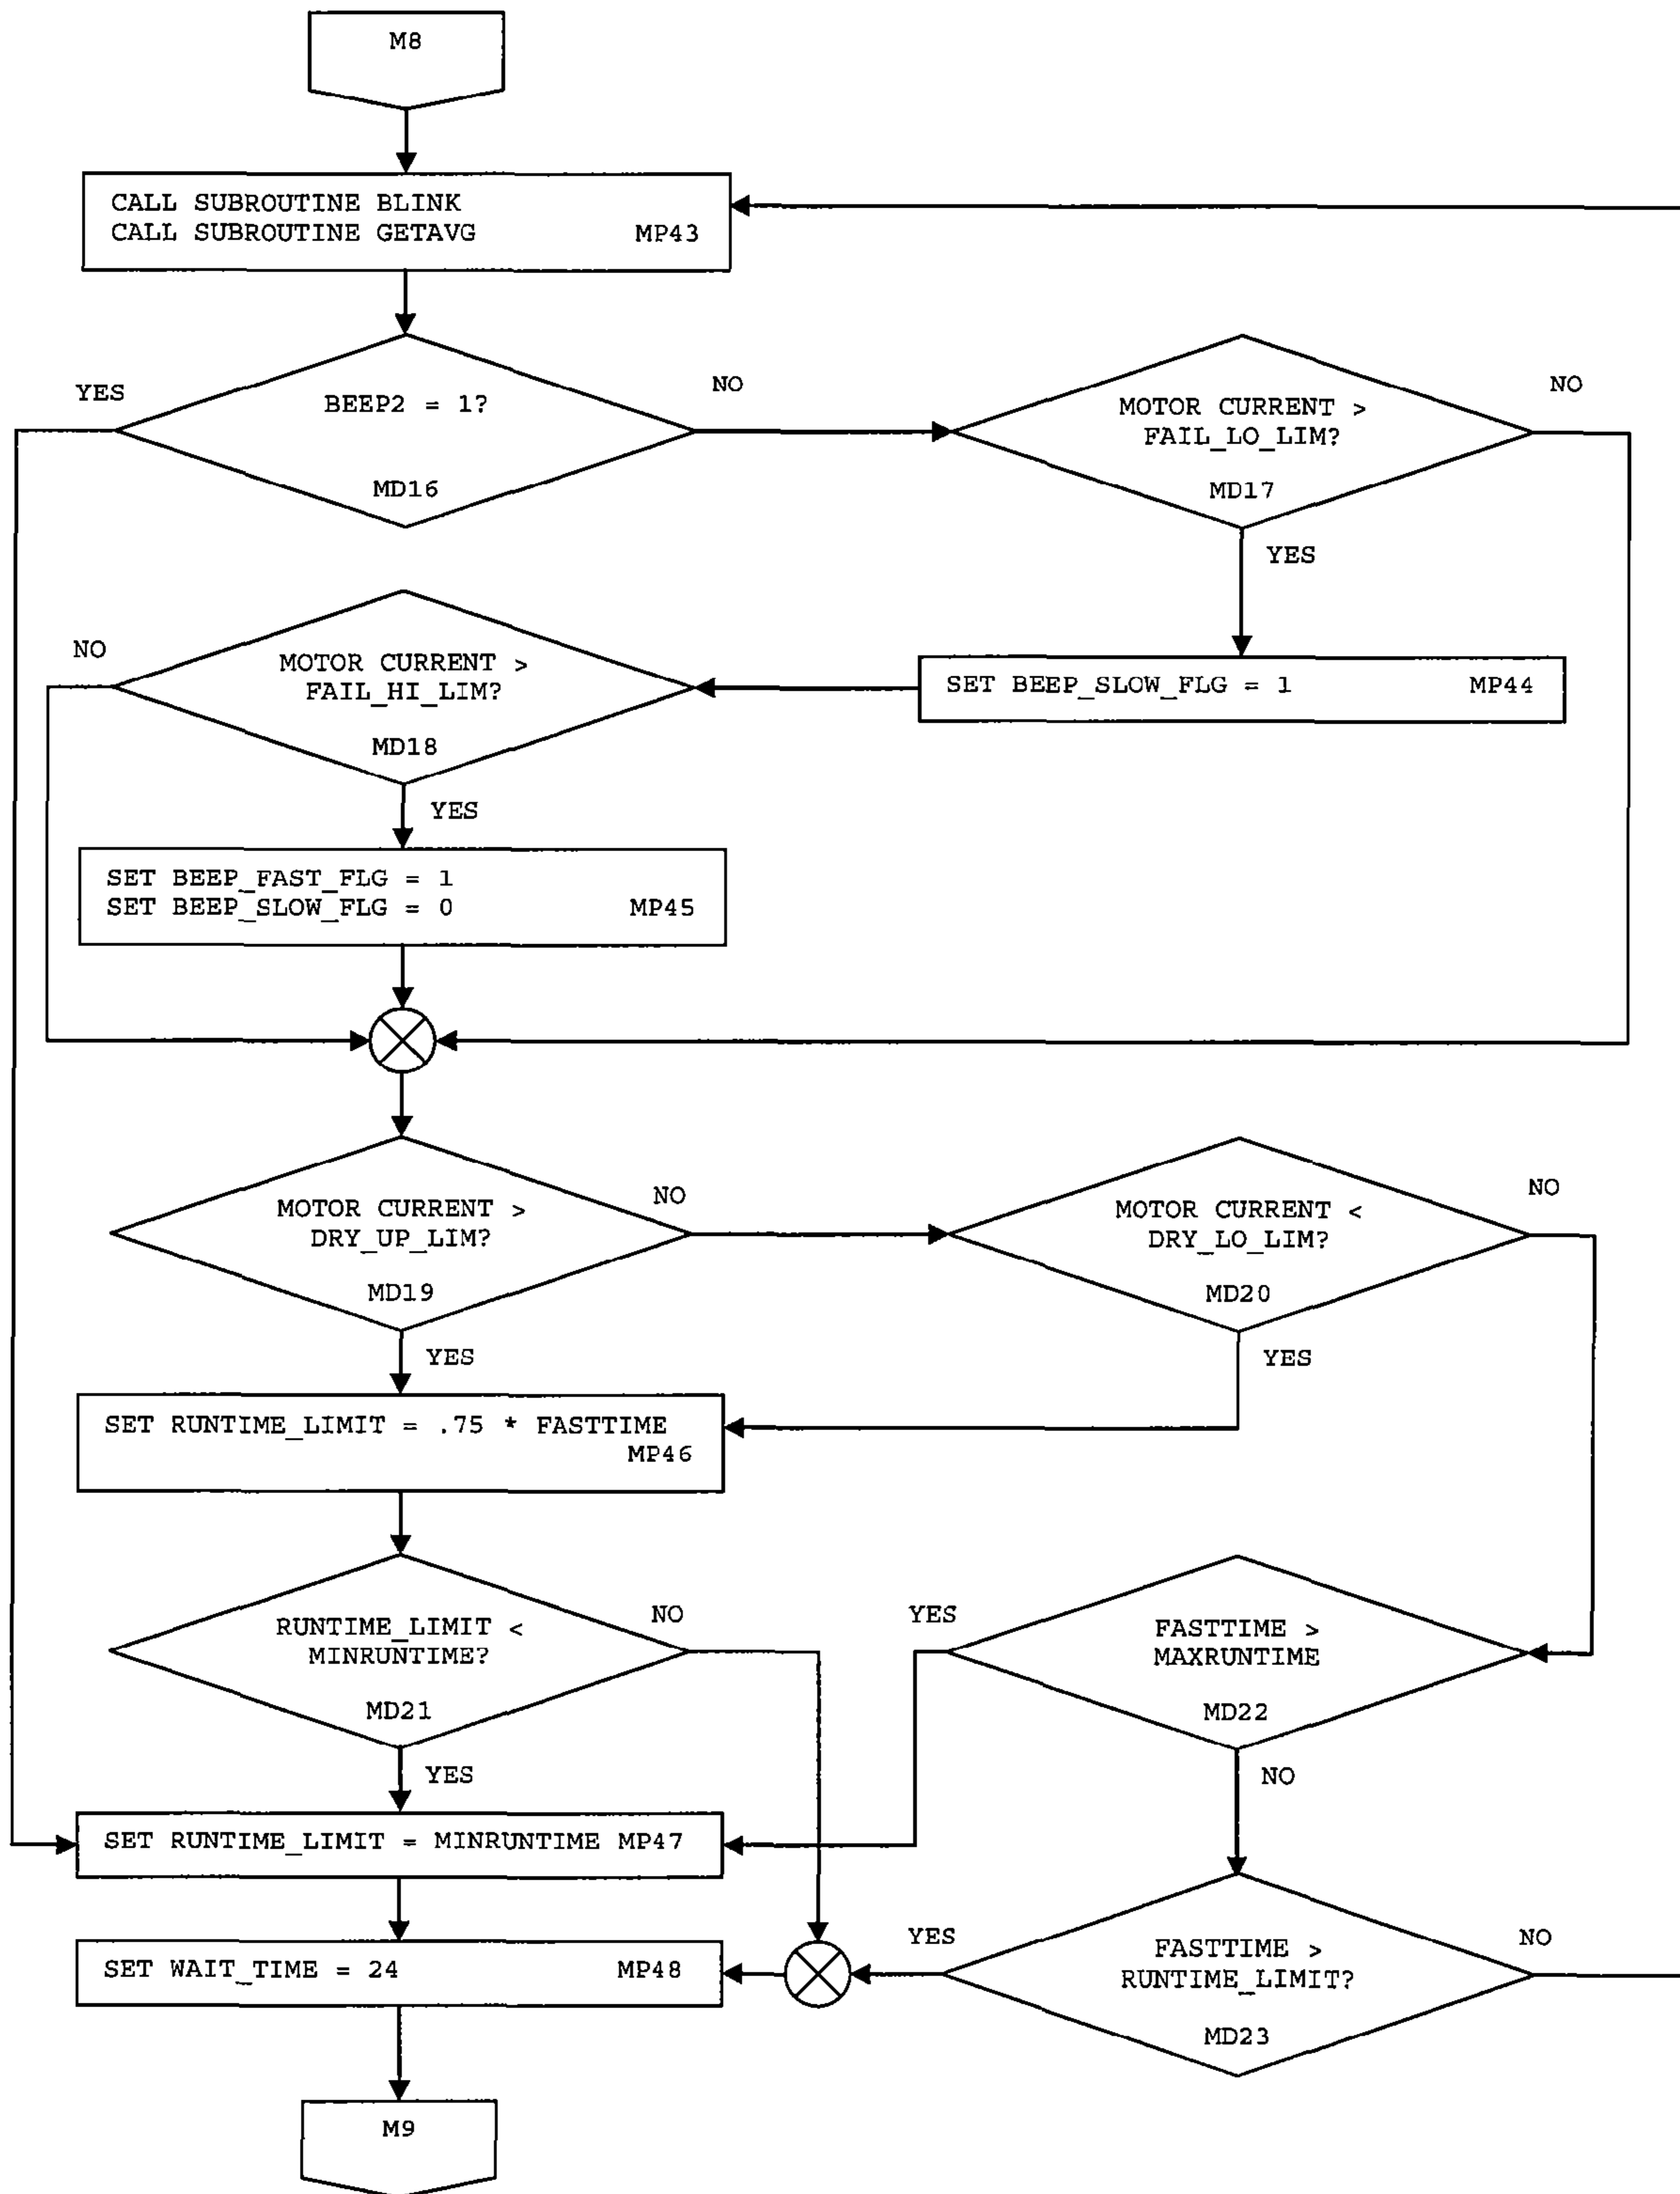 M8
CALL SUBROUTINE BLINK
CALL SUBROUTINE GETAVG MP43
YES
BEEP2 = 1?
MD16
NO
MOTOR CURRENT >
FAIL_LO_LIM?
MD17
NO
YES
NO
MOTOR CURRENT >
FAIL_HI_LIM?
MD18
SET BEEP_SLOW_FLG = 1 MP44
YES
SET BEEP_FAST_FLG = 1
SET BEEP_SLOW_FLG = 0 MP45
MOTOR CURRENT >
DRY_UP_LIM?
MD19
NO
MOTOR CURRENT <
DRY_LO_LIM?
MD20
NO
YES
YES
SET RUNTIME_LIMIT = .75 * FASTTIME
MP46
RUNTIME_LIMIT <
MINRUNTIME?
MD21
NO
YES
FASTTIME >
MAXRUNTIME
MD22
YES
NO
SET RUNTIME_LIMIT = MINRUNTIME MP47
SET WAIT_TIME = 24 MP48
YES
FASTTIME >
RUNTIME_LIMIT?
MD23
NO
M9